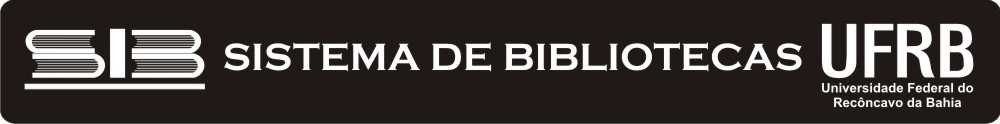 SIB
SISTEMA DE BIBLIOTECAS
UFRB
Universidade Federal do
Recôncavo da Bahia